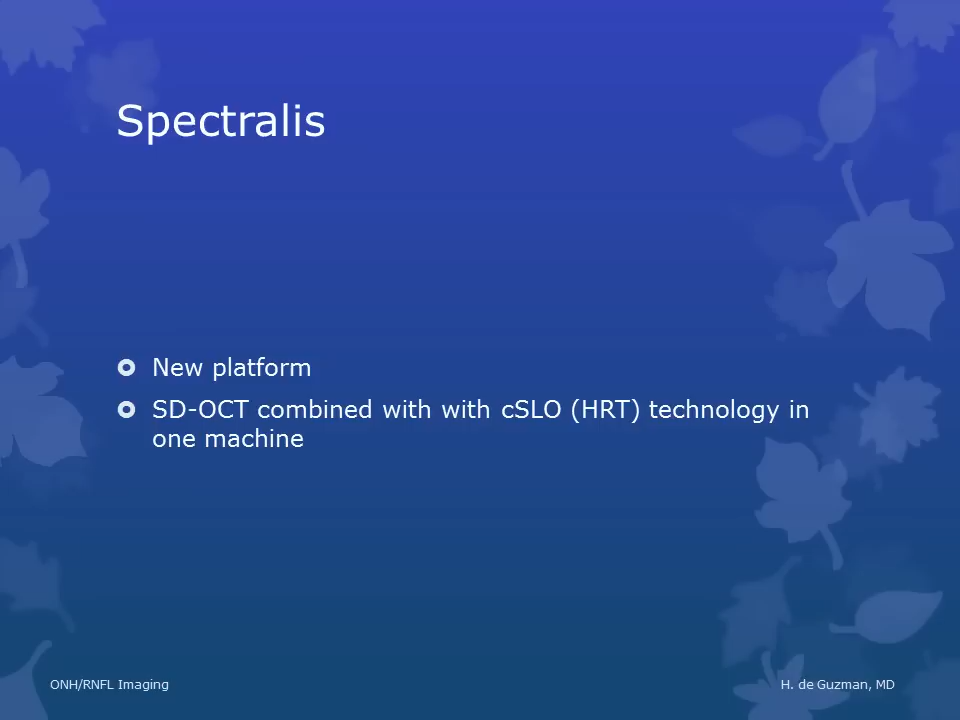 Spectralis
New platform
SD-OCT combined with with cSLO (HRT) technology in
one machine
ONH/RNFL Imaging
H. de Guzman, MD